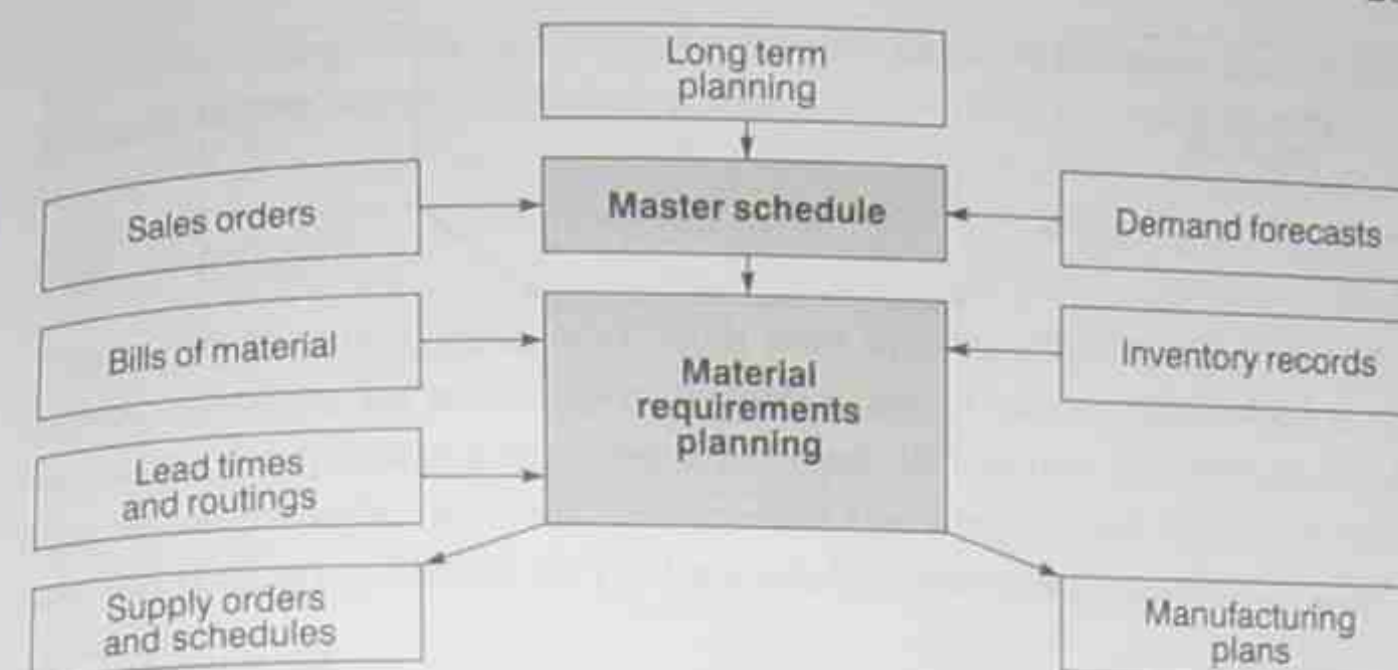 Long term
planning
Sales orders
Master schedule
Demand forecasts
Bills of material
Material
requirements
planning
Inventory records
Lead times
and routings
Supply orders
and schedules
Manufacturing
plans